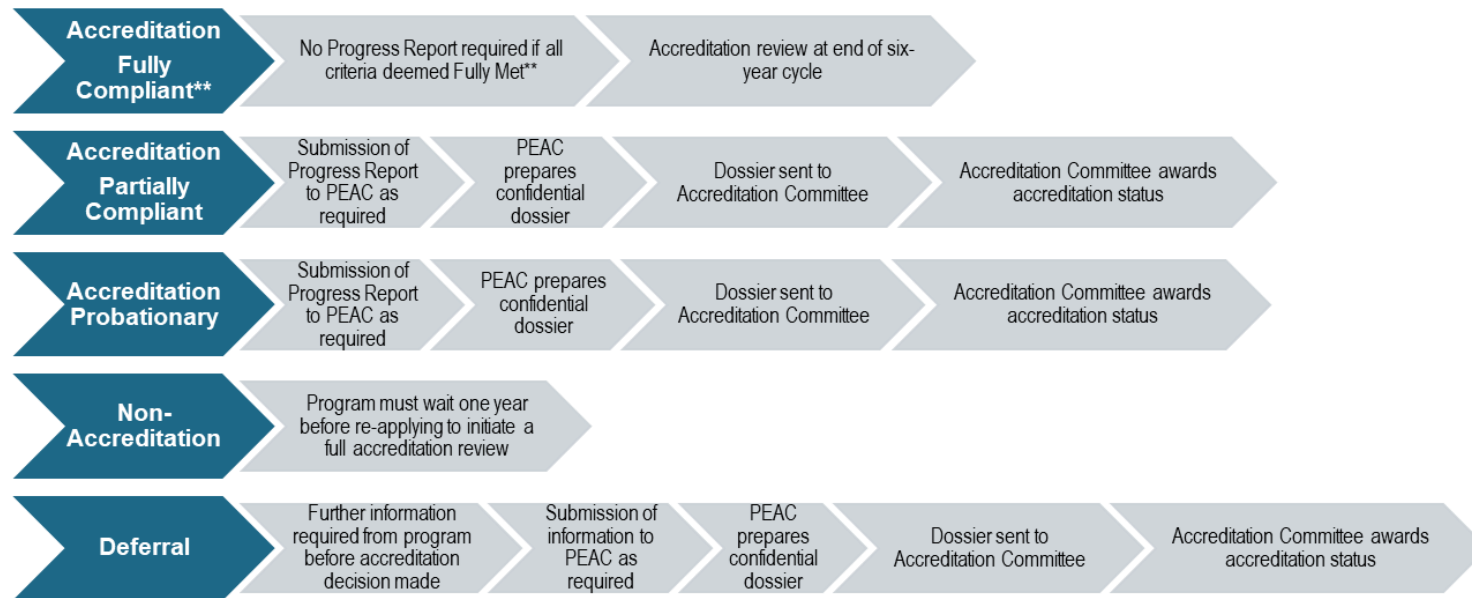 Accreditation
Fully
Compliant**
No Progress Report required if all
criteria deemed Fully Met**
Accreditation review at end of six-
year cycle
Accreditation
Partially
Compliant
Submission of
Progress Report
to PEAC as
required
PEAC
prepares
confidential
dossier
Dossier sent to
Accreditation Committee
Accreditation Committee awards
accreditation status
Accreditation
Probationary
Submission of
Progress Report
to PEAC as
required
PEAC prepares
confidential
dossier
Dossier sent to
Accreditation Committee
Accreditation Committee awards
accreditation status
Non-
Accreditation
Program must wait one year
before re-applying to initiate a
full accreditation review
Deferral
Further information
required from program
before accreditation
decision made
Submission of
information to
PEAC as
required
PEAC
prepares
confidential
dossier
Dossier sent to
Accreditation Committee
Accreditation Committee awards
accreditation status